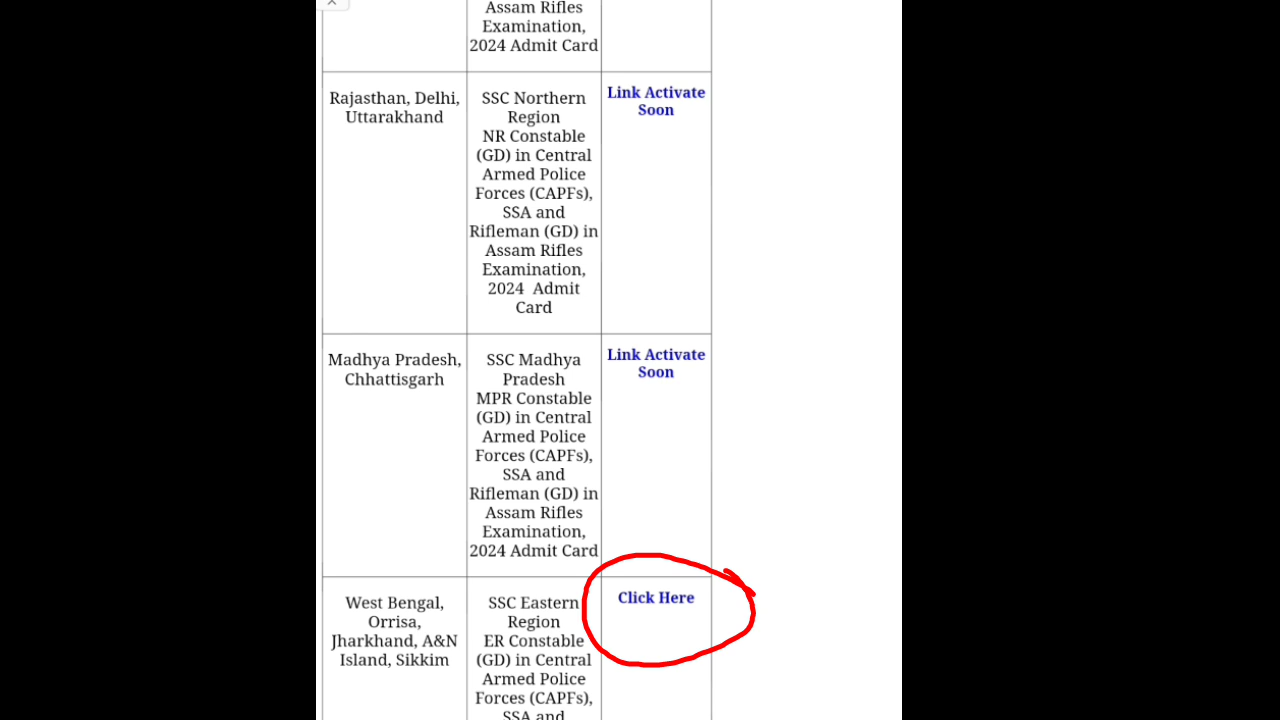 Assam Rifles
Examination,
2024 Admit Card
Rajasthan, Delhi,
Uttarakhand
SSC Northern
Region
NR Constable
(GD) in Central
Armed Police
Forces (CAPFs),
SSA and
Rifleman (GD) in
Assam Rifles
Examination,
2024 Admit
Card
Link Activate
Soon
Madhya Pradesh,
Chhattisgarh
SSC Madhya
Pradesh
MPR Constable
(GD) in Central
Armed Police
Forces (CAPFs),
SSA and
Rifleman (GD) in
Assam Rifles
Examination,
2024 Admit Card
Link Activate
Soon
West Bengal,
Orrisa,
Jharkhand, A&N
Island, Sikkim
SSC Eastern
Region
ER Constable
(GD) in Central
Armed Police
Forces (CAPFs),
SSA and
Click Here